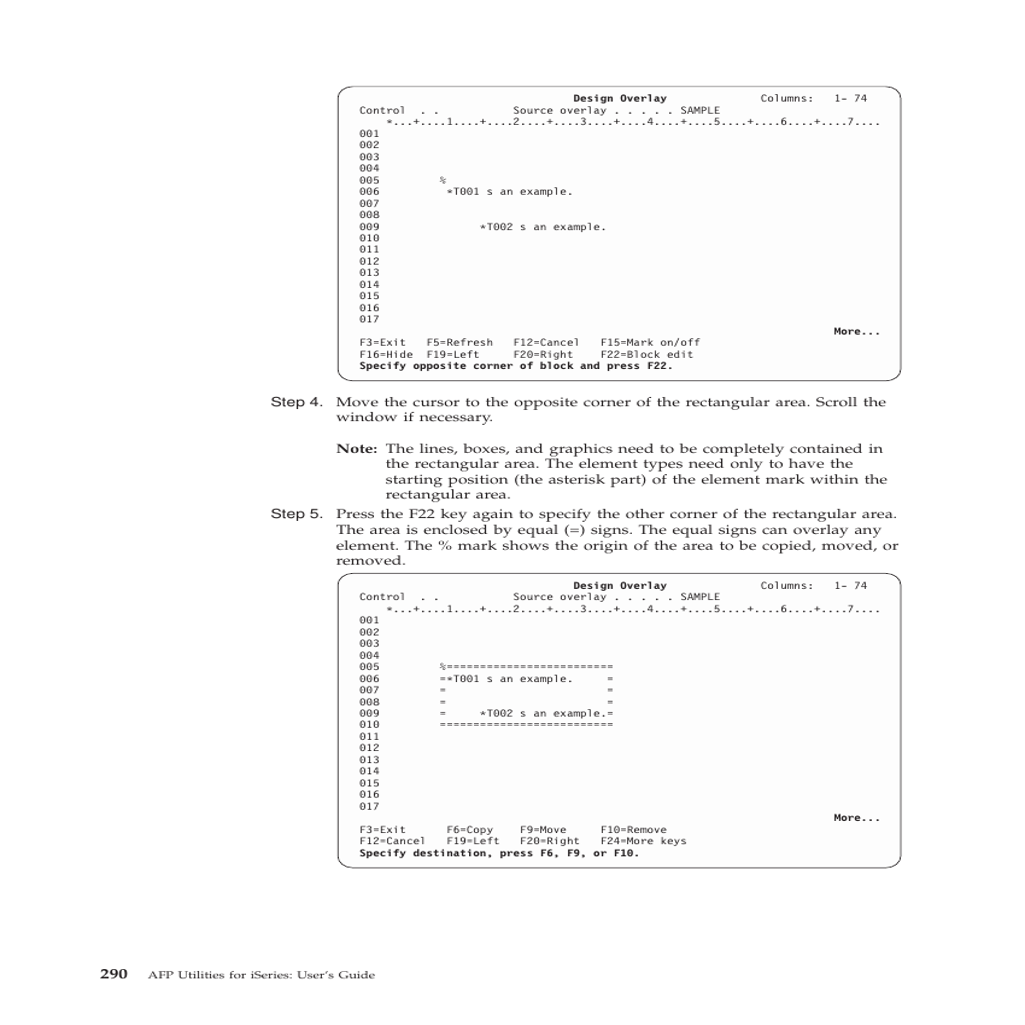 Design Overlay              Columns:   1- 74
Control  . .           Source overlay . . . . . SAMPLE
    *...+....1....+....2....+....3....+....4....+....5....+....6....+....7....
001
002
003
004
005         %
006          *T001 s an example.
007
008
009               *T002 s an example.
010
011
012
013
014
015
016
017
                                                                       More...
F3=Exit   F5=Refresh   F12=Cancel   F15=Mark on/off
F16=Hide  F19=Left     F20=Right    F22=Block edit
Specify opposite corner of block and press F22.
Step 4. Move the cursor to the opposite corner of the rectangular area. Scroll the
window if necessary.
Note: The lines, boxes, and graphics need to be completely contained in
the rectangular area. The element types need only to have the
starting position (the asterisk part) of the element mark within the
rectangular area.
Step 5. Press the F22 key again to specify the other corner of the rectangular area.
The area is enclosed by equal (=) signs. The equal signs can overlay any
element. The % mark shows the origin of the area to be copied, moved, or
removed.
                                Design Overlay              Columns:   1- 74
Control  . .           Source overlay . . . . . SAMPLE
    *...+....1....+....2....+....3....+....4....+....5....+....6....+....7....
001
002
003
004
005         %=========================
006         =*T001 s an example.     =
007         =                        =
008         =                        =
009         =     *T002 s an example.=
010         ==========================
011
012
013
014
015
016
017
                                                                       More...
F3=Exit      F6=Copy    F9=Move     F10=Remove
F12=Cancel   F19=Left   F20=Right   F24=More keys
Specify destination, press F6, F9, or F10.
290 AFP Utilities for iSeries: User's Guide